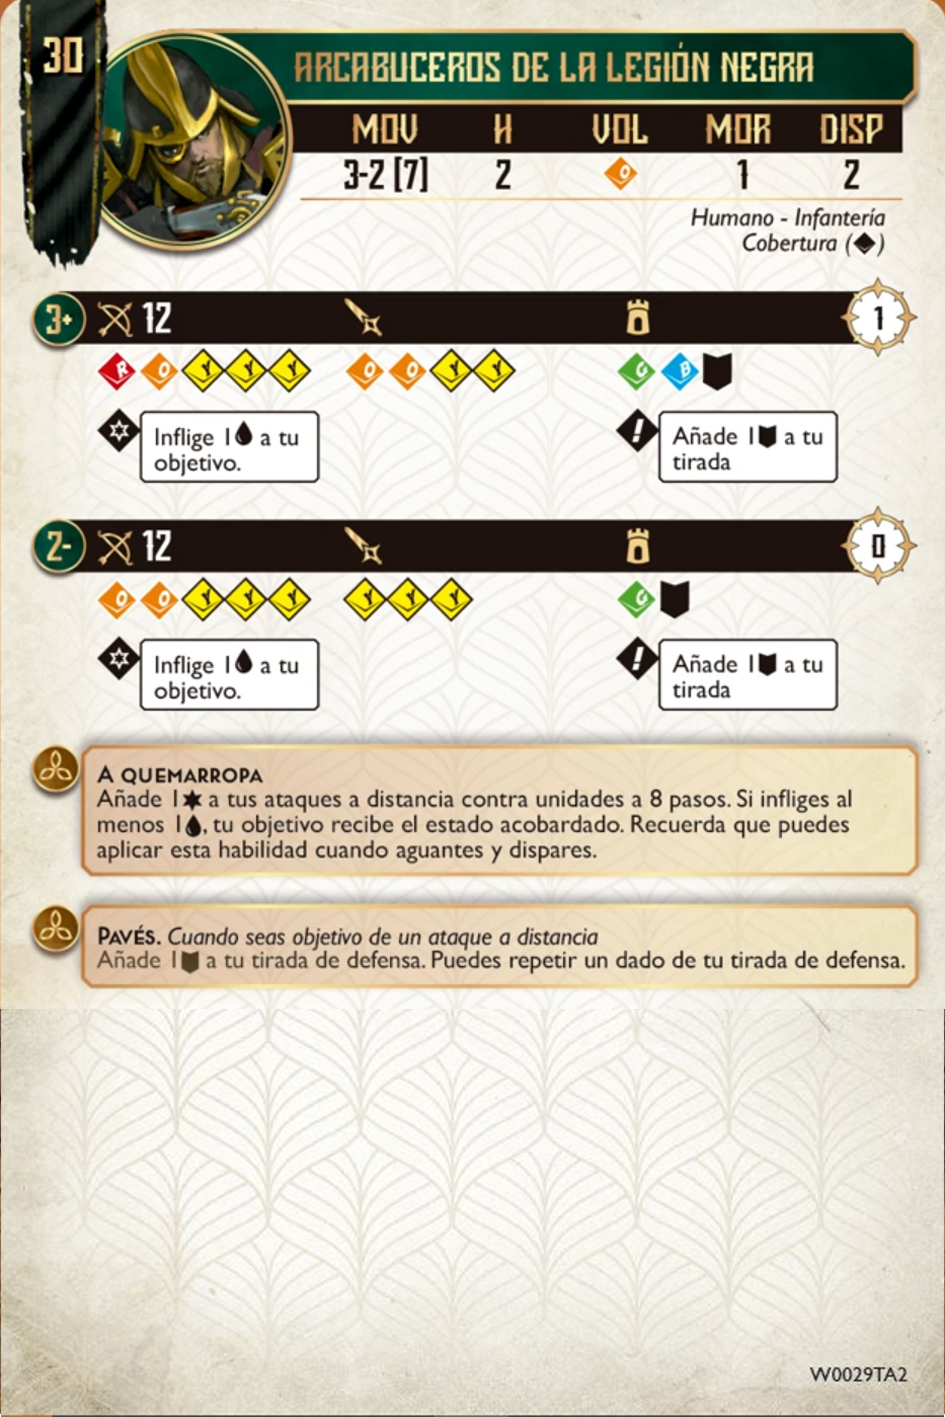 30
ARCABUCEROS DE LA LEGIÓN NEGRA
MOV H VOL MOR DISP
3-2 [7] 2 O 1 2
Humano - Infantería
Cobertura (◆)
3+ 12 1
R O Y Y Y O O Y Y G B
Inflige 1 a tu
objetivo.
! Añade 1 a tu
tirada
2- 12 0
O O Y Y Y Y Y Y G
Inflige 1 a tu
objetivo.
! Añade 1 a tu
tirada
A QUEMARROPA
Añade 1 a tus ataques a distancia contra unidades a 8 pasos. Si infliges al
menos 1, tu objetivo recibe el estado acobardado. Recuerda que puedes
aplicar esta habilidad cuando aguantes y dispares.
PAVÉS. Cuando seas objetivo de un ataque a distancia
Añade 1 a tu tirada de defensa. Puedes repetir un dado de tu tirada de defensa.
W0029TA2